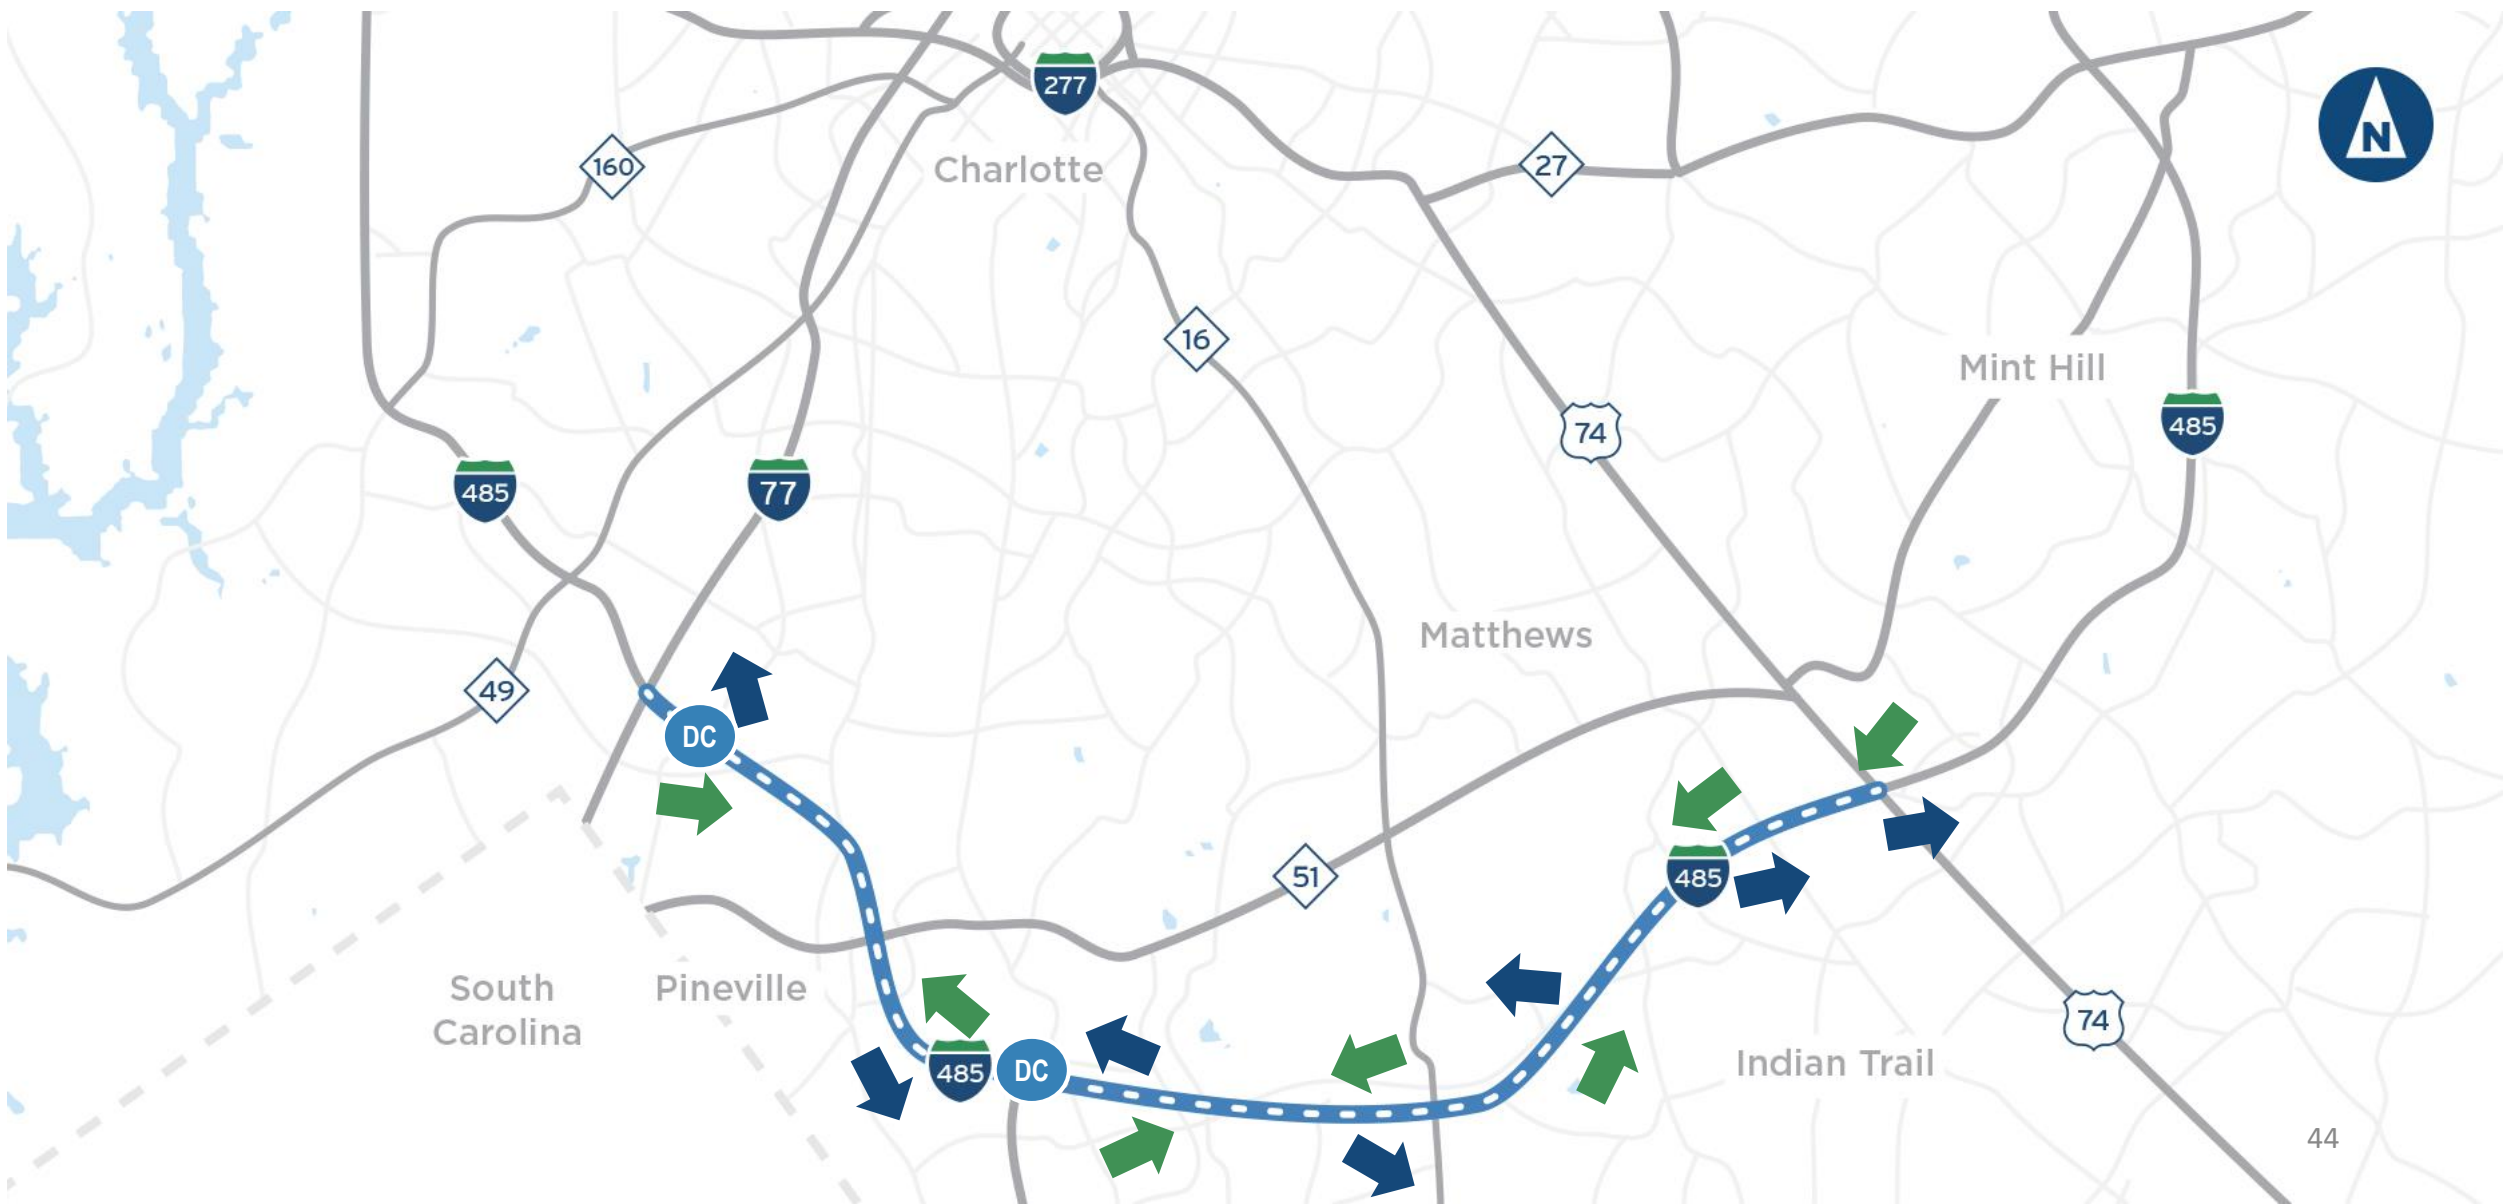 277
160
27
Charlotte
N
16
Mint Hill
485
74
485
77
Matthews
49
DC
51
485
South
Carolina
Pineville
485
DC
74
Indian Trail
44